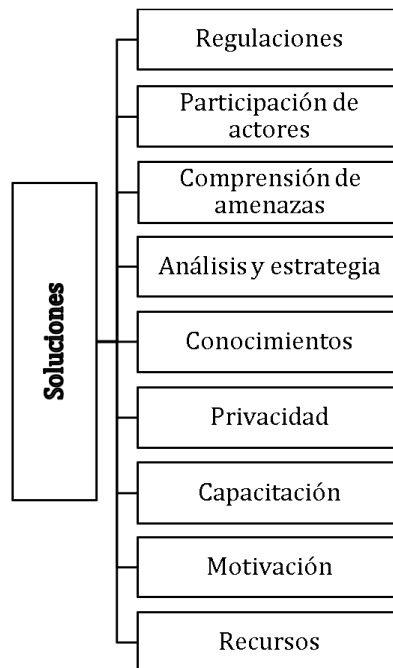 Soluciones
Regulaciones
Participación de
actores
Comprensión de
amenazas
Análisis y estrategia
Conocimientos
Privacidad
Capacitación
Motivación
Recursos